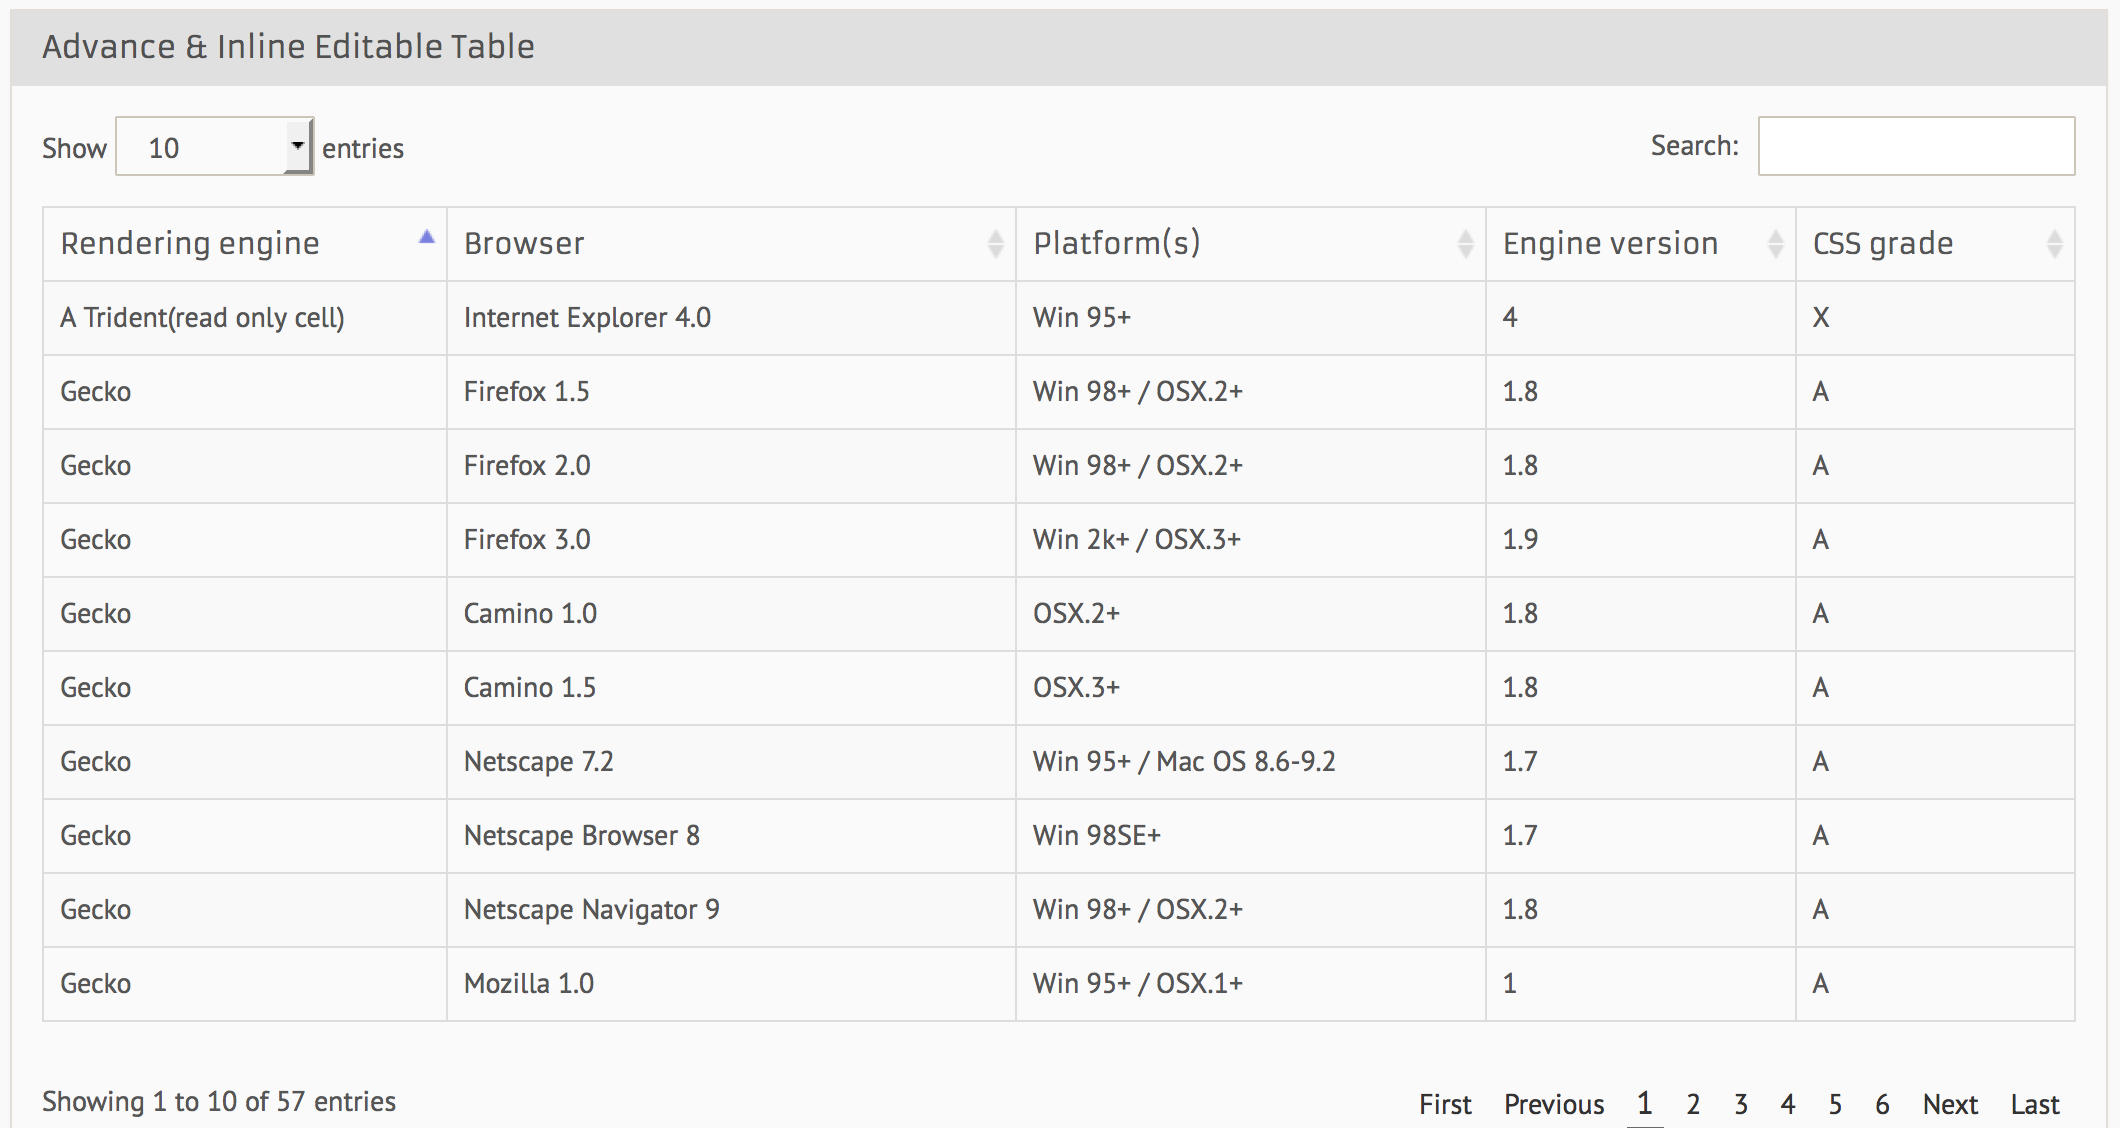 Advance & Inline Editable Table
Show 10 entries Search:
Rendering engine Browser Platform(s) Engine version CSS grade
A Trident(read only cell) Internet Explorer 4.0 Win 95+ 4 X
Gecko Firefox 1.5 Win 98+ / OSX.2+ 1.8 A
Gecko Firefox 2.0 Win 98+ / OSX.2+ 1.8 A
Gecko Firefox 3.0 Win 2k+ / OSX.3+ 1.9 A
Gecko Camino 1.0 OSX.2+ 1.8 A
Gecko Camino 1.5 OSX.3+ 1.8 A
Gecko Netscape 7.2 Win 95+ / Mac OS 8.6-9.2 1.7 A
Gecko Netscape Browser 8 Win 98SE+ 1.7 A
Gecko Netscape Navigator 9 Win 98+ / OSX.2+ 1.8 A
Gecko Mozilla 1.0 Win 95+ / OSX.1+ 1 A
Showing 1 to 10 of 57 entries First Previous 1 2 3 4 5 6 Next Last